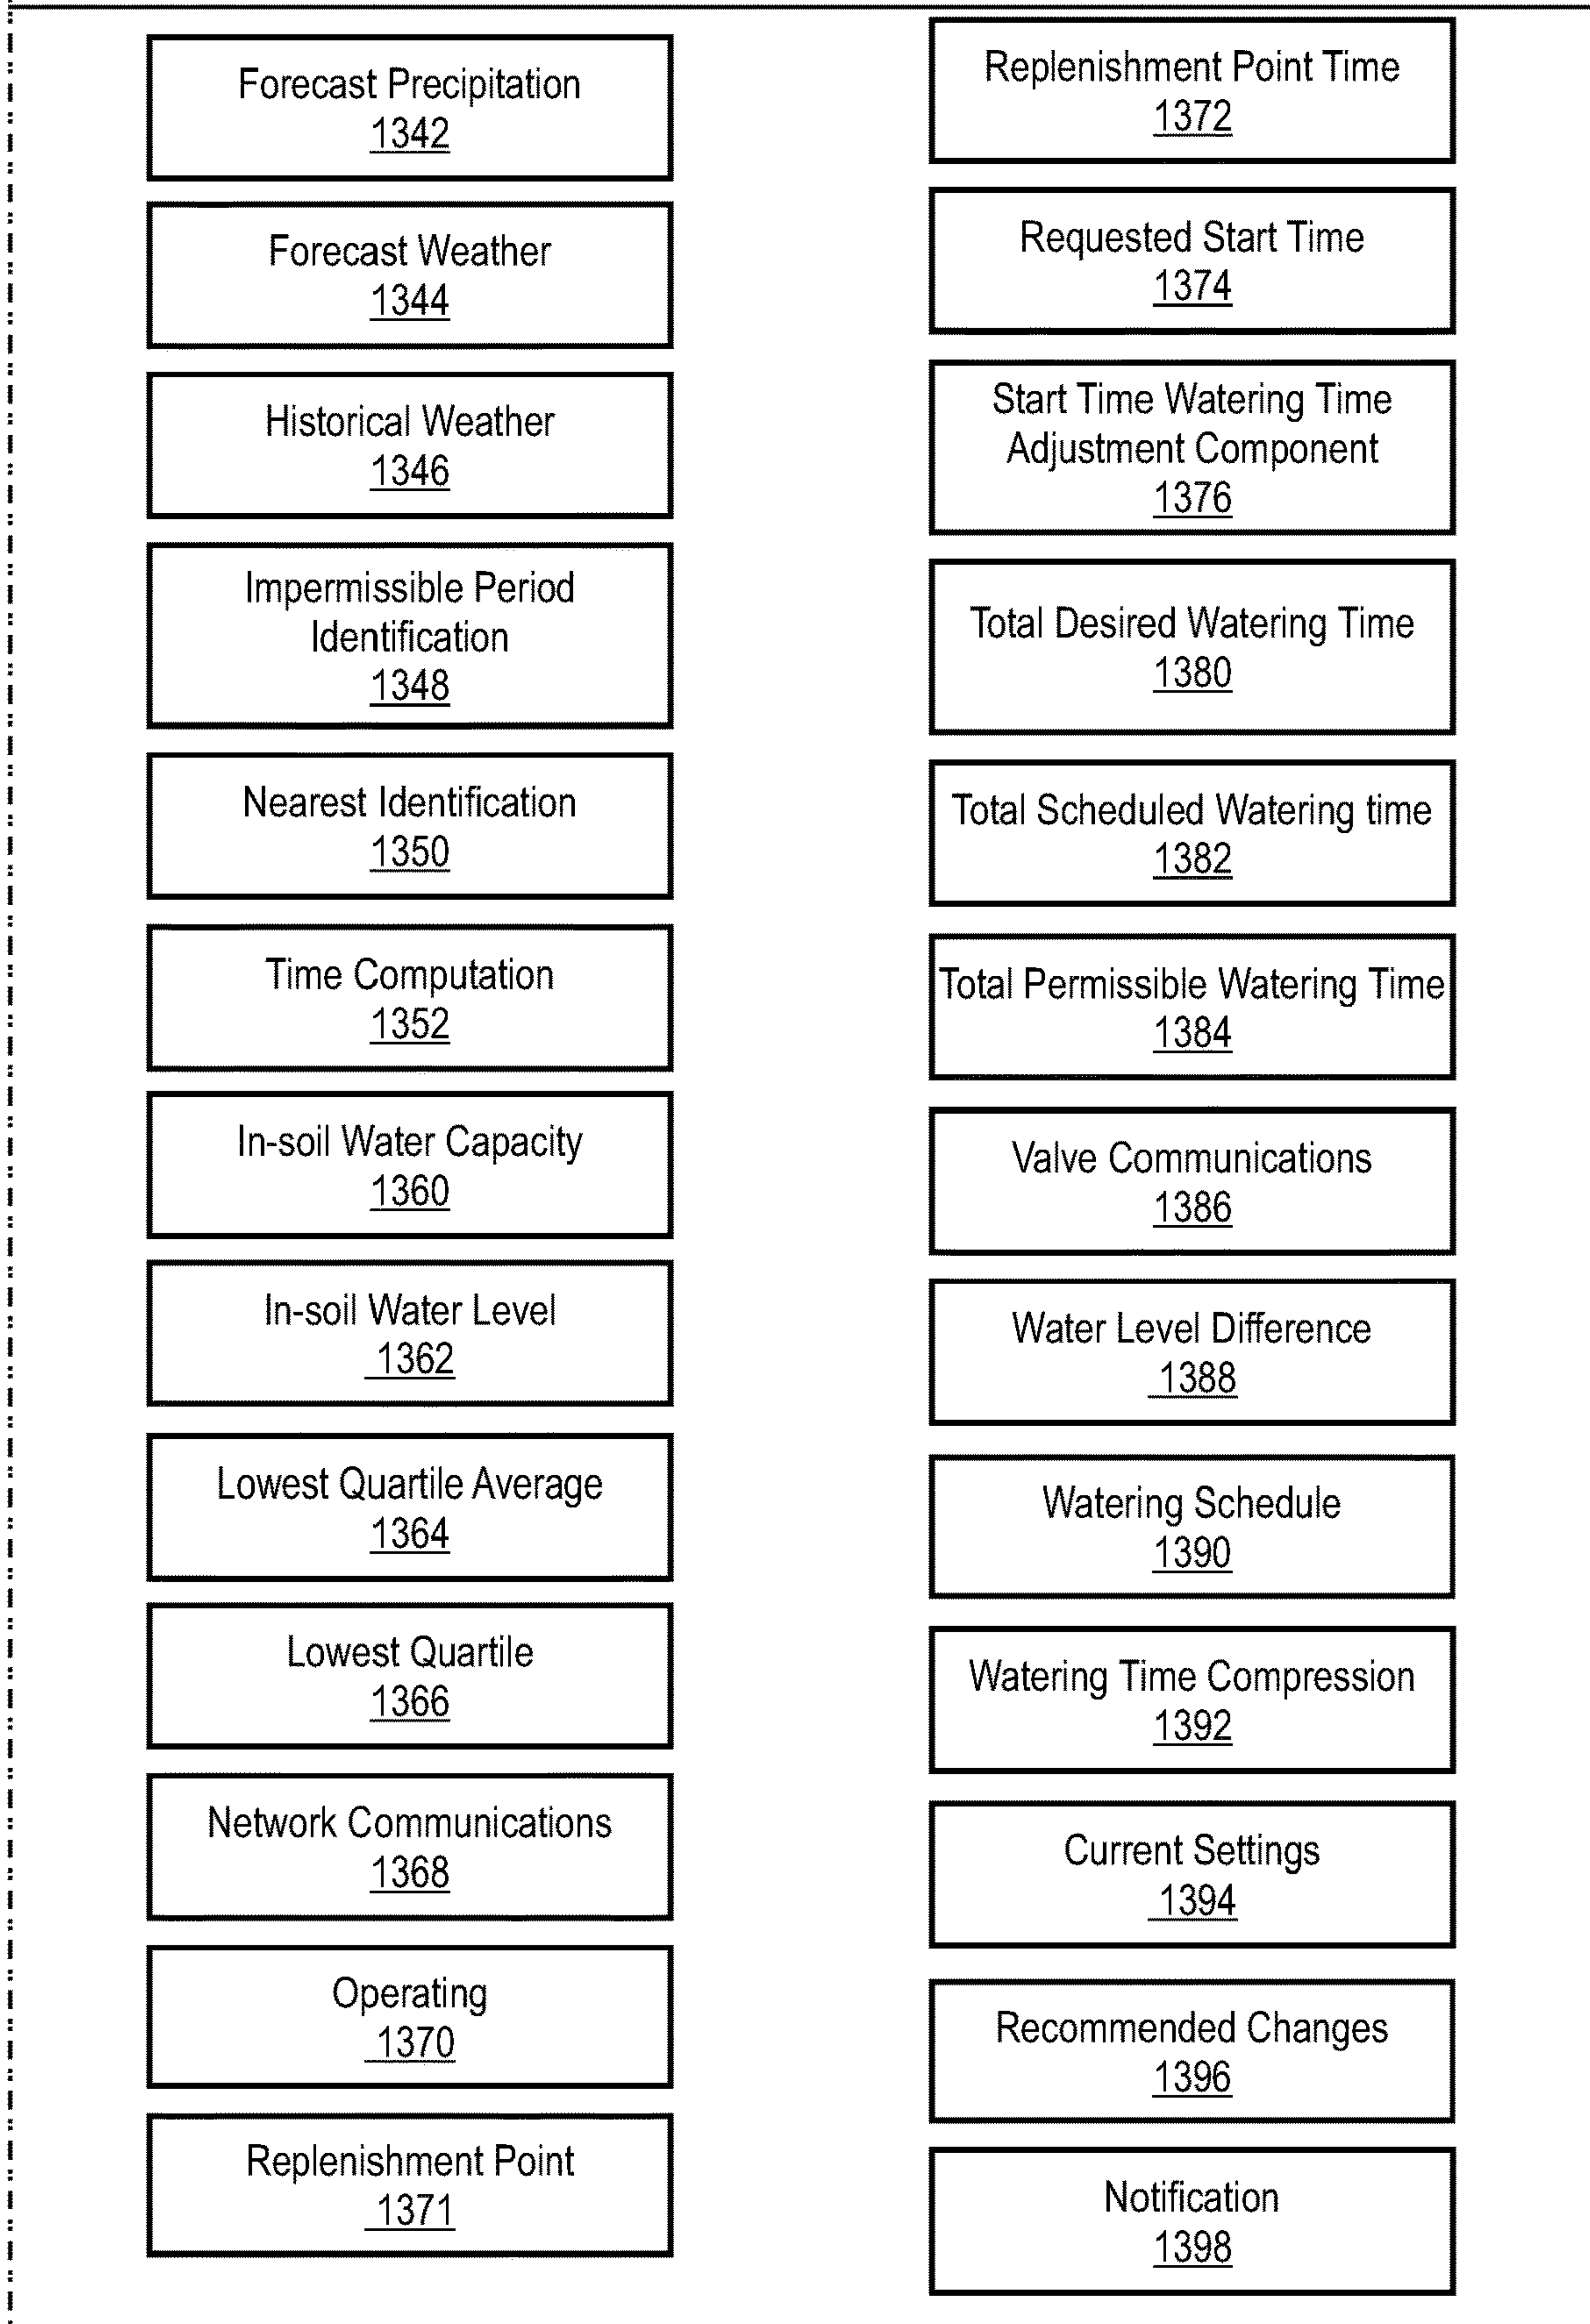 Forecast Precipitation
1342
Forecast Weather
1344
Historical Weather
1346
Impermissible Period
Identification
1348
Nearest Identification
1350
Time Computation
1352
In-soil Water Capacity
1360
In-soil Water Level
1362
Lowest Quartile Average
1364
Lowest Quartile
1366
Network Communications
1368
Operating
1370
Replenishment Point
1371
Replenishment Point Time
1372
Requested Start Time
1374
Start Time Watering Time
Adjustment Component
1376
Total Desired Watering Time
1380
Total Scheduled Watering time
1382
Total Permissible Watering Time
1384
Valve Communications
1386
Water Level Difference
1388
Watering Schedule
1390
Watering Time Compression
1392
Current Settings
1394
Recommended Changes
1396
Notification
1398